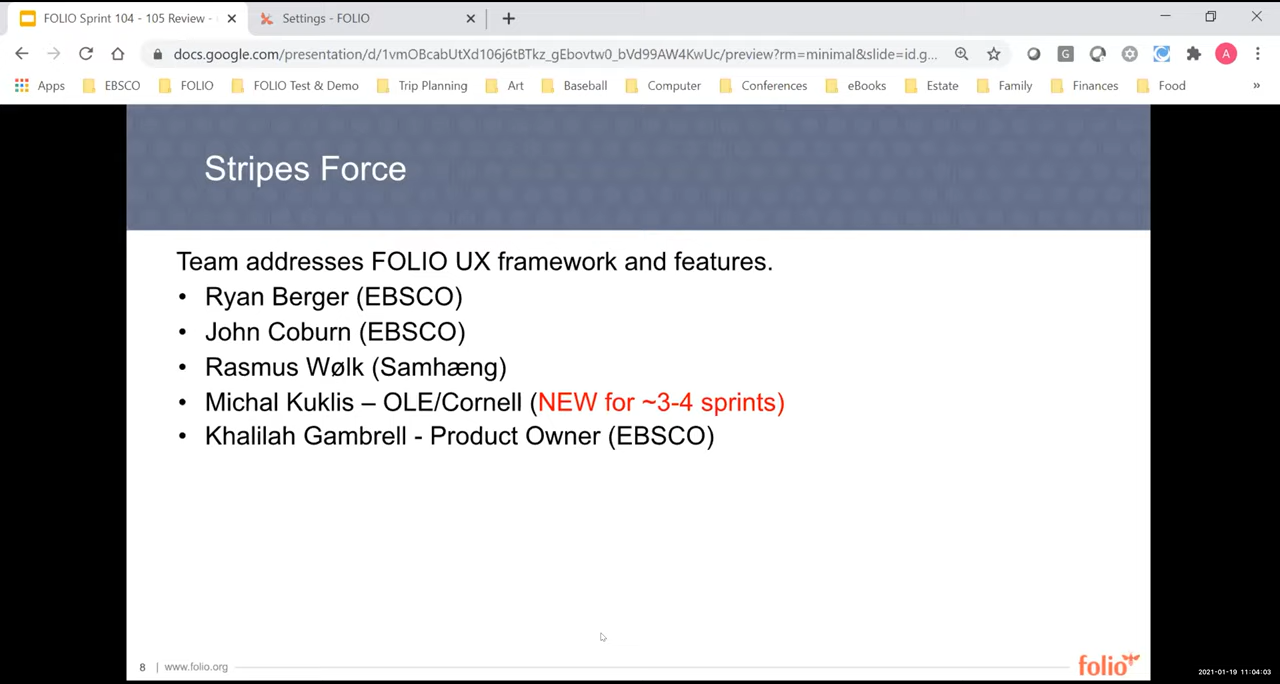 FOLIO Sprint 104 - 105 Review -
Settings - FOLIO
docs.google.com/presentation/d/1vmOBcabUtXd106j6tBTkz_gEbovtw0_bVd99AW4KwUc/preview?rm=minimal&slide=id.g...
G
A
Apps EBSCO FOLIO FOLIO Test & Demo Trip Planning Art Baseball Computer Conferences eBooks Estate Family Finances Food »
Stripes Force
Team addresses FOLIO UX framework and features.
• Ryan Berger (EBSCO)
• John Coburn (EBSCO)
• Rasmus Wølk (Samhæng)
• Michal Kuklis – OLE/Cornell (NEW for ~3-4 sprints)
• Khalilah Gambrell - Product Owner (EBSCO)
8 | www.folio.org
folio
2021-01-19 11:04:03